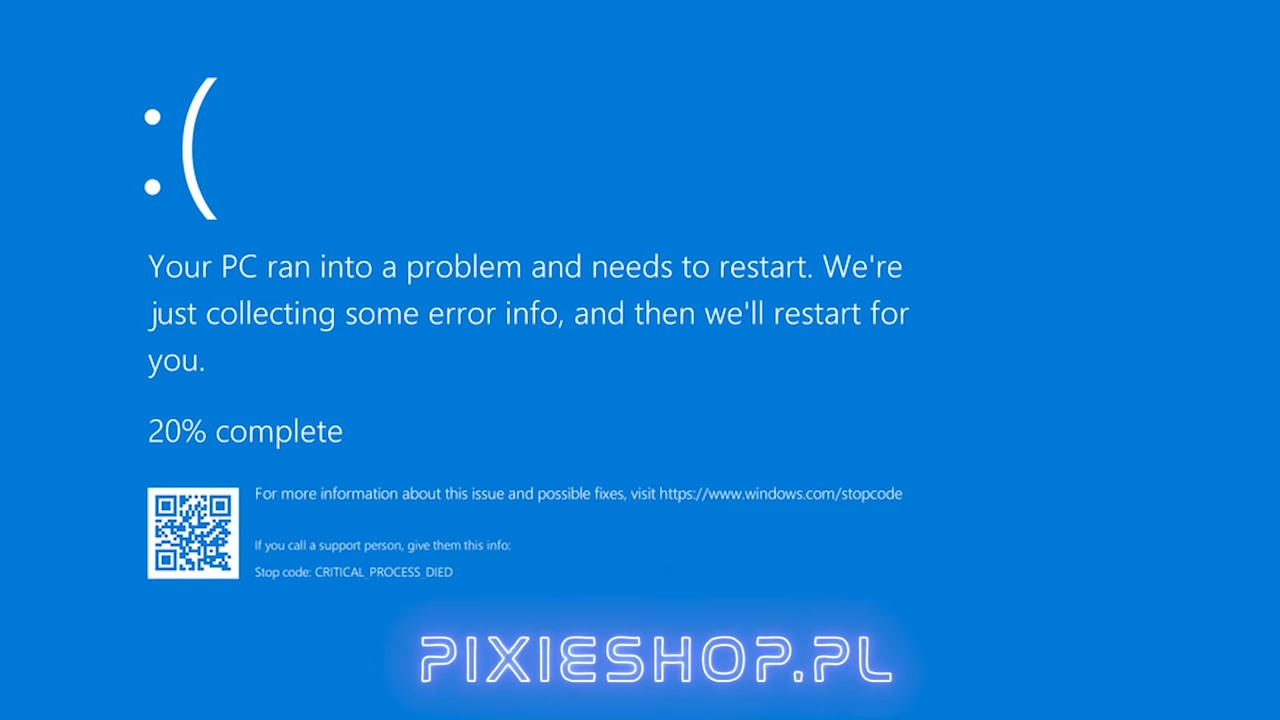 :(
Your PC ran into a problem and needs to restart. We're
just collecting some error info, and then we'll restart for
you.
20% complete
For more information about this issue and possible fixes, visit https://www.windows.com/stopcode
If you call a support person, give them this info:
Stop code: CRITICAL_PROCESS_DIED
PIXIESHOP.PL